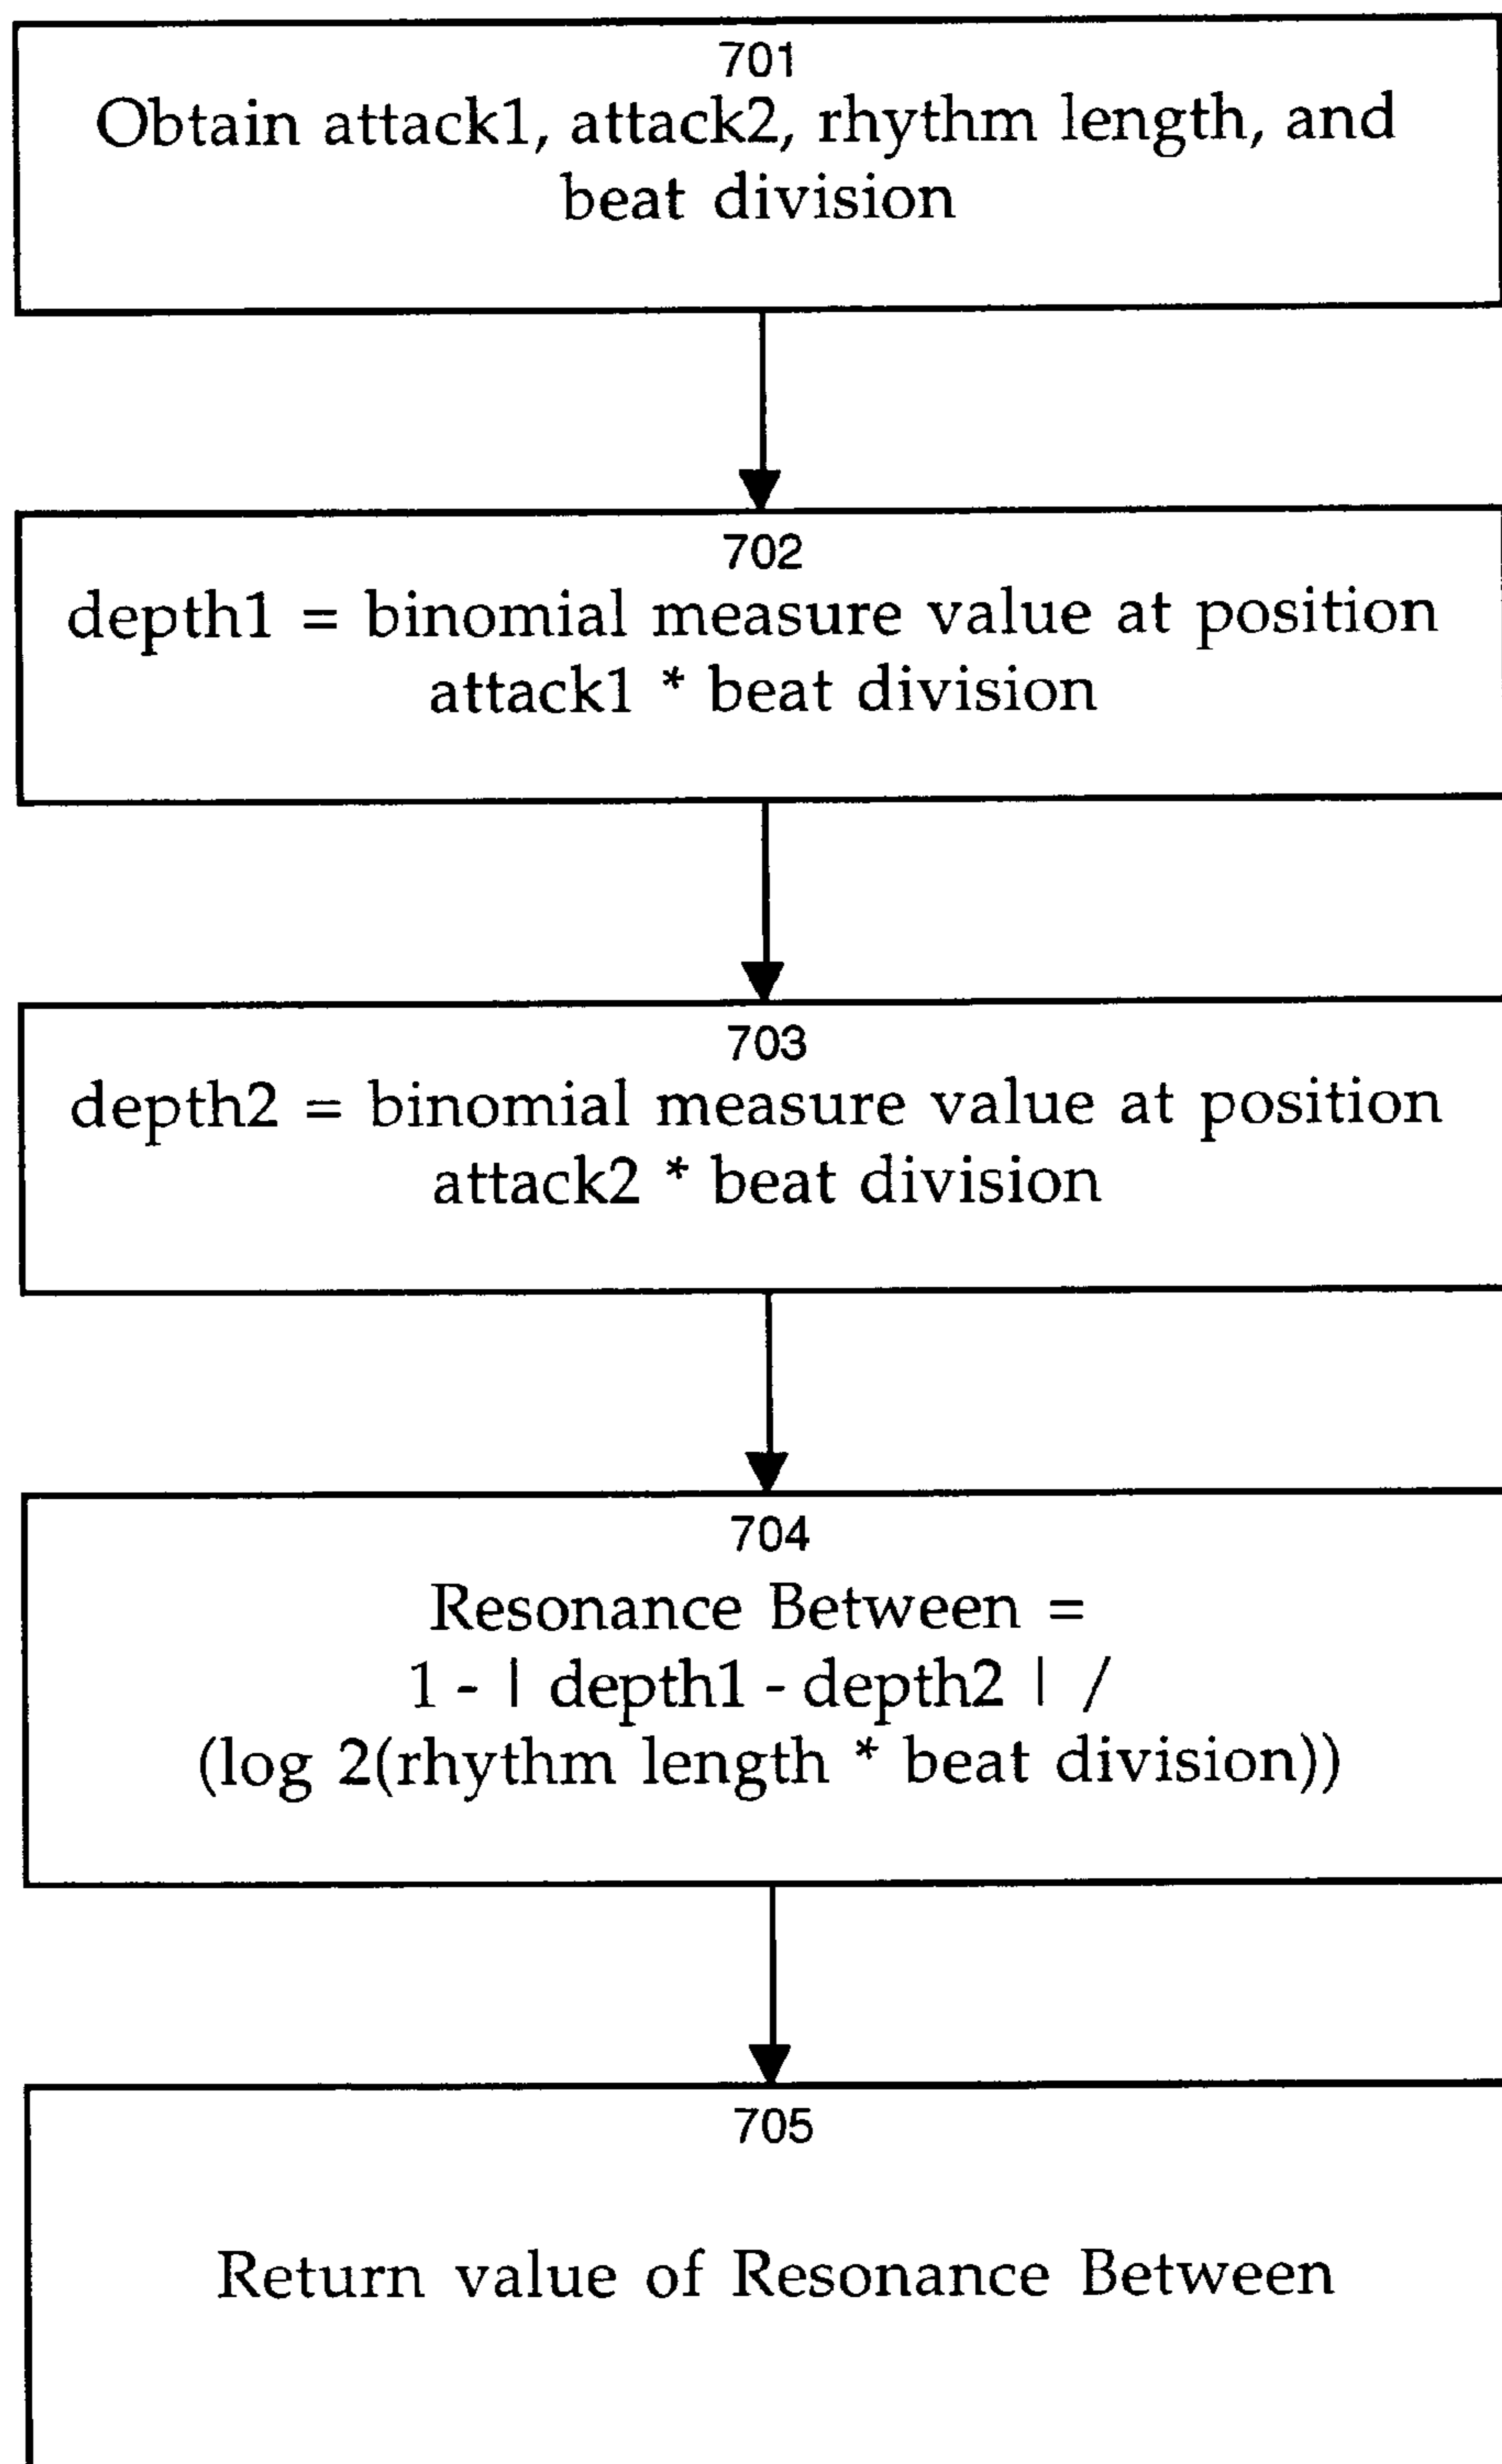 701
Obtain attack1, attack2, rhythm length, and
beat division
702
depth1 = binomial measure value at position
attack1 * beat division
703
depth2 = binomial measure value at position
attack2 * beat division
704
Resonance Between =
1 - | depth1 - depth2 | /
(log 2(rhythm length * beat division))
705
Return value of Resonance Between